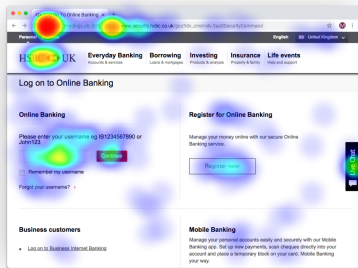 To Online Banking
Personal
English
United Kingdom
HS
UK
Everyday Banking
Accounts & services
Borrowing
Loans & mortgages
Investing
Products & analysis
Insurance
Property & family
Life events
Help and support
Log on to Online Banking
Online Banking
Please enter your username eg IB1234567890 or
John123
Continue
Remember my username
Forgot your username?
Register for Online Banking
Manage your money online with our secure Online
Banking service.
Register now
Live Chat
Business customers
Log on to Business Internet Banking
Mobile Banking
Manage your personal accounts easily and securely with our Mobile
Banking app. Set up new payments, scan cheques directly into your
account and place a temporary block on your card. Mobile Banking
your way.